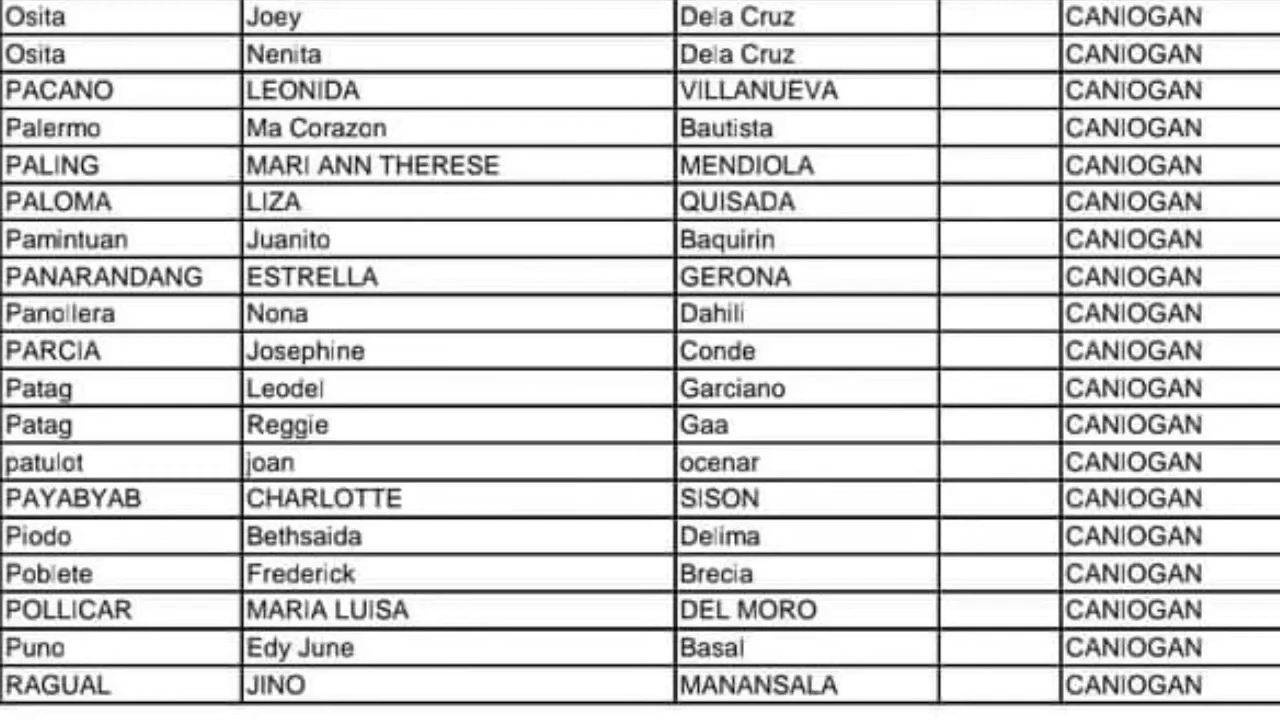 Osita Joey Dela Cruz CANIOGAN
Osita Nenita Dela Cruz CANIOGAN
PACANO LEONIDA VILLANUEVA CANIOGAN
Palermo Ma Corazon Bautista CANIOGAN
PALING MARI ANN THERESE MENDIOLA CANIOGAN
PALOMA LIZA QUISADA CANIOGAN
Pamintuan Juanito Baquirin CANIOGAN
PANARANDANG ESTRELLA GERONA CANIOGAN
Panollera Nona Dahili CANIOGAN
PARCIA Josephine Conde CANIOGAN
Patag Leodel Garciano CANIOGAN
Patag Reggie Gaa CANIOGAN
patulot joan ocenar CANIOGAN
PAYABYAB CHARLOTTE SISON CANIOGAN
Piodo Bethsaida Delima CANIOGAN
Poblete Frederick Brecia CANIOGAN
POLLICAR MARIA LUISA DEL MORO CANIOGAN
Puno Edy June Basal CANIOGAN
RAGUAL JINO MANANSALA CANIOGAN